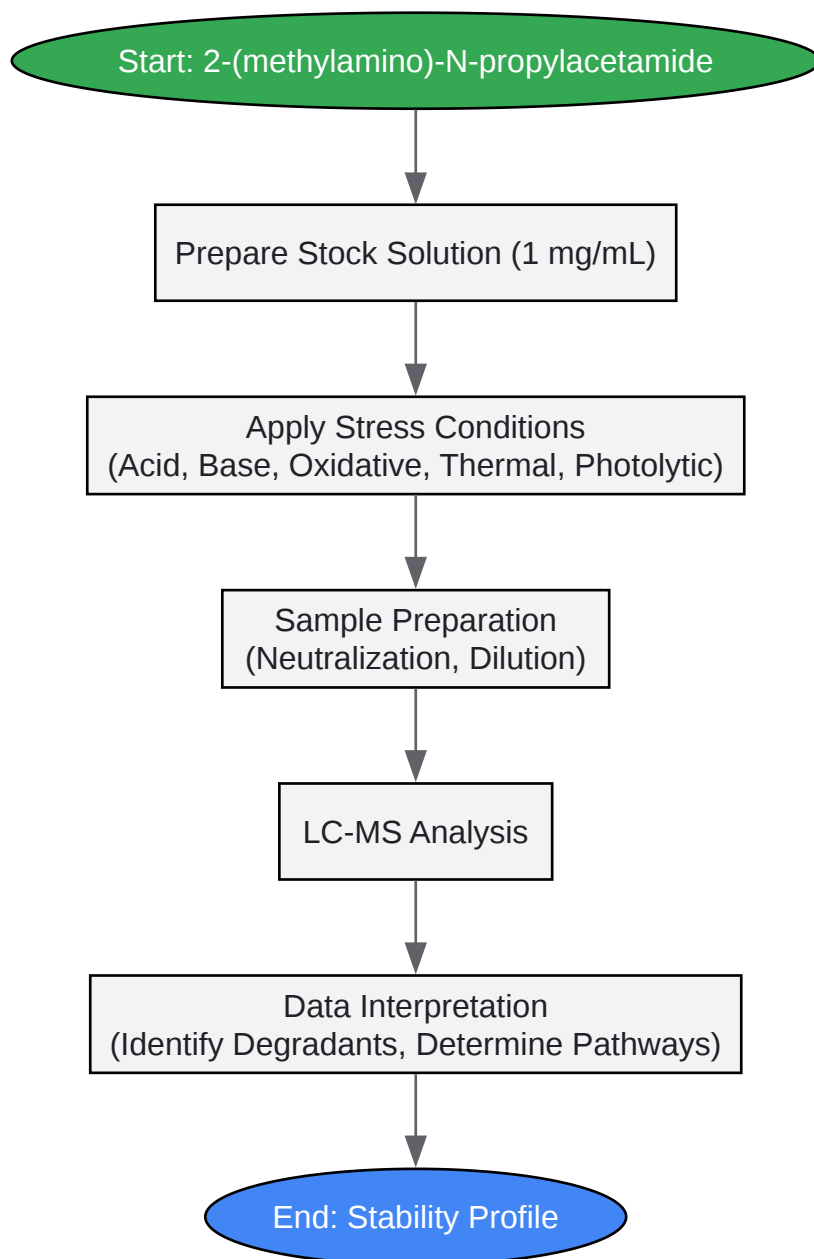 Start: 2-(methylamino)-N-propylacetamide
Prepare Stock Solution (1 mg/mL)
Apply Stress Conditions
(Acid, Base, Oxidative, Thermal, Photolytic)
Sample Preparation
(Neutralization, Dilution)
LC-MS Analysis
Data Interpretation
(Identify Degradants, Determine Pathways)
End: Stability Profile